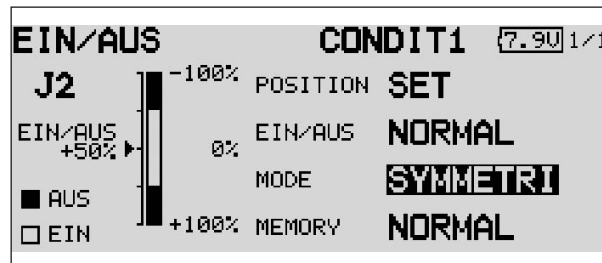 EIN/AUS CONDIT1 7.9V 1/1
J2 -100% POSITION SET
EIN/AUS 0% EIN/AUS NORMAL
+50%
MODE SYMMETRI
AUS
EIN +100% MEMORY NORMAL